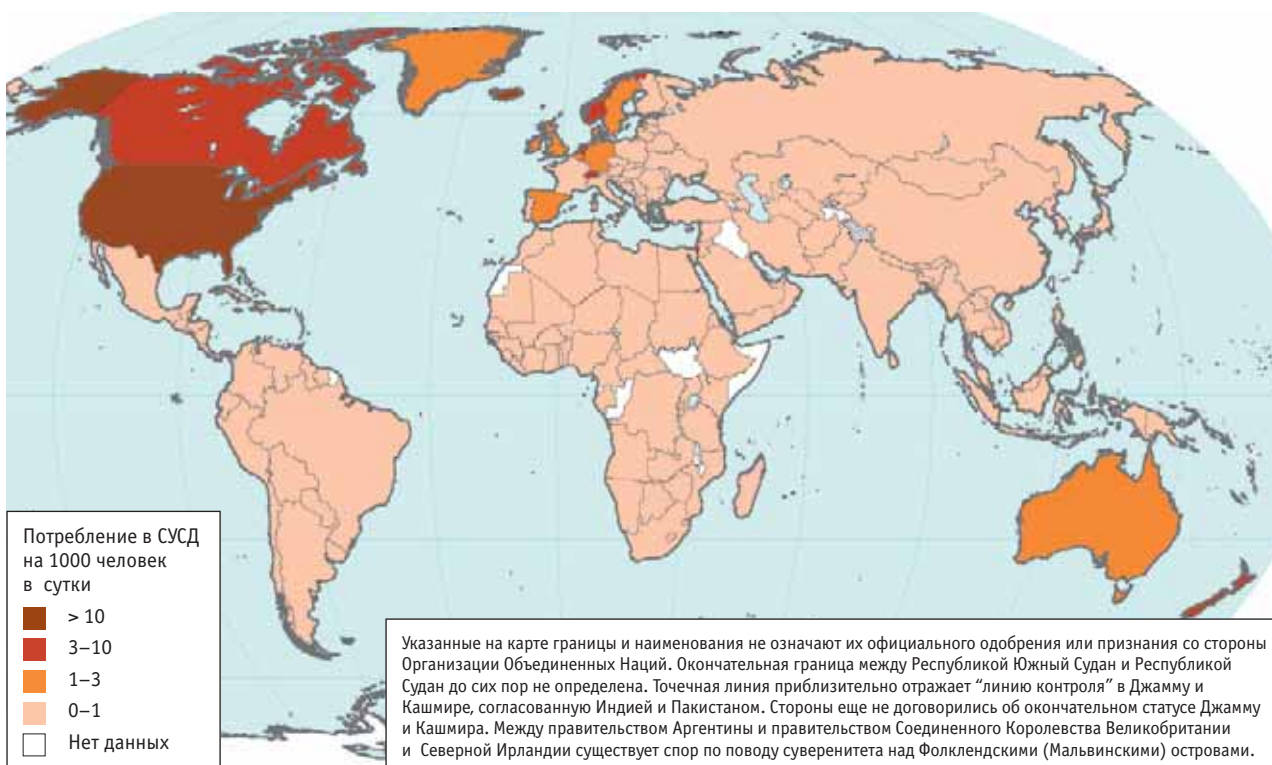 Потребление в СУСД
на 1000 человек
в сутки
> 10
3–10
1–3
0–1
Нет данных
Указанные на карте границы и наименования не означают их официального одобрения или признания со стороны
Организации Объединенных Наций. Окончательная граница между Республикой Южный Судан и Республикой
Судан до сих пор не определена. Точечная линия приблизительно отражает “линию контроля” в Джамму и
Кашмире, согласованную Индией и Пакистаном. Стороны еще не договорились об окончательном статусе Джамму
и Кашмира. Между правительством Аргентины и правительством Соединенного Королевства Великобритании
и Северной Ирландии существует спор по поводу суверенитета над Фолклендскими (Мальвинскими) островами.